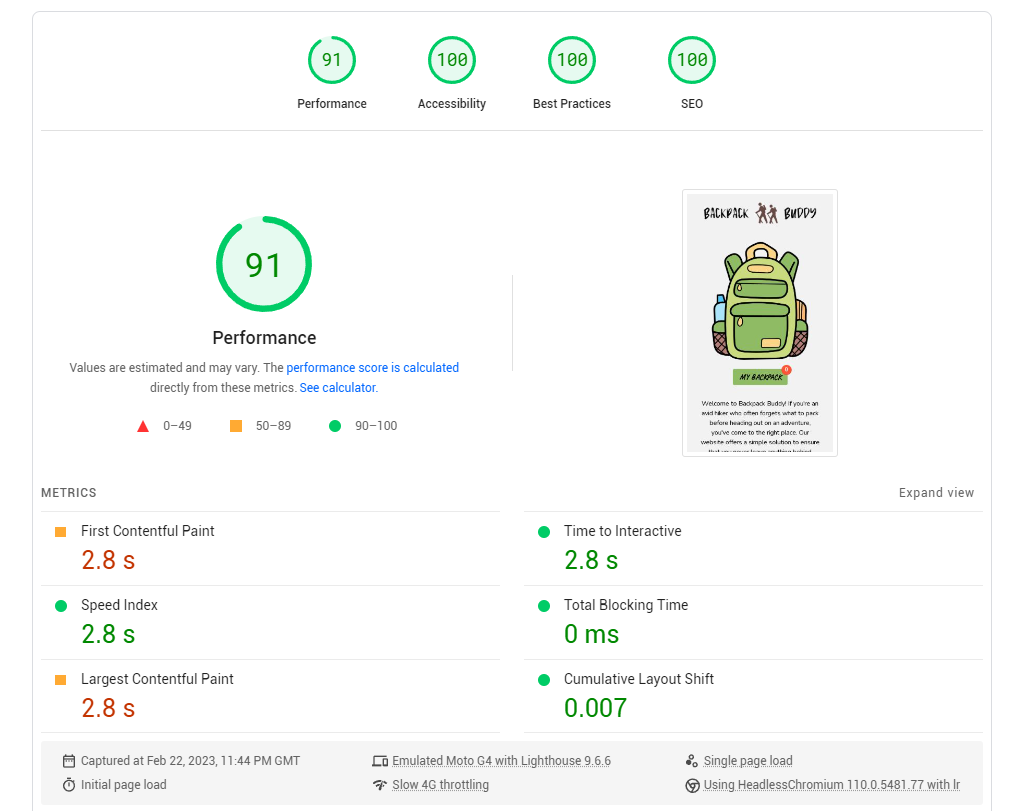 91
100
100
100
Performance
Accessibility
Best Practices
SEO
91
Performance
Values are estimated and may vary. The performance score is calculated
directly from these metrics. See calculator.
0–49
50–89
90–100
BACKPACK BUDDY
MY BACKPACK
0
Welcome to Backpack Buddy! If you're an
avid hiker who often forgets what to pack
before heading out on an adventure,
you've come to the right place. Our
website offers a simple solution to ensure
that you never leave anything behind
METRICS
Expand view
First Contentful Paint
2.8 s
Time to Interactive
2.8 s
Speed Index
2.8 s
Total Blocking Time
0 ms
Largest Contentful Paint
2.8 s
Cumulative Layout Shift
0.007
Captured at Feb 22, 2023, 11:44 PM GMT
Emulated Moto G4 with Lighthouse 9.6.6
Single page load
Initial page load
Slow 4G throttling
Using HeadlessChromium 110.0.5481.77 with lr